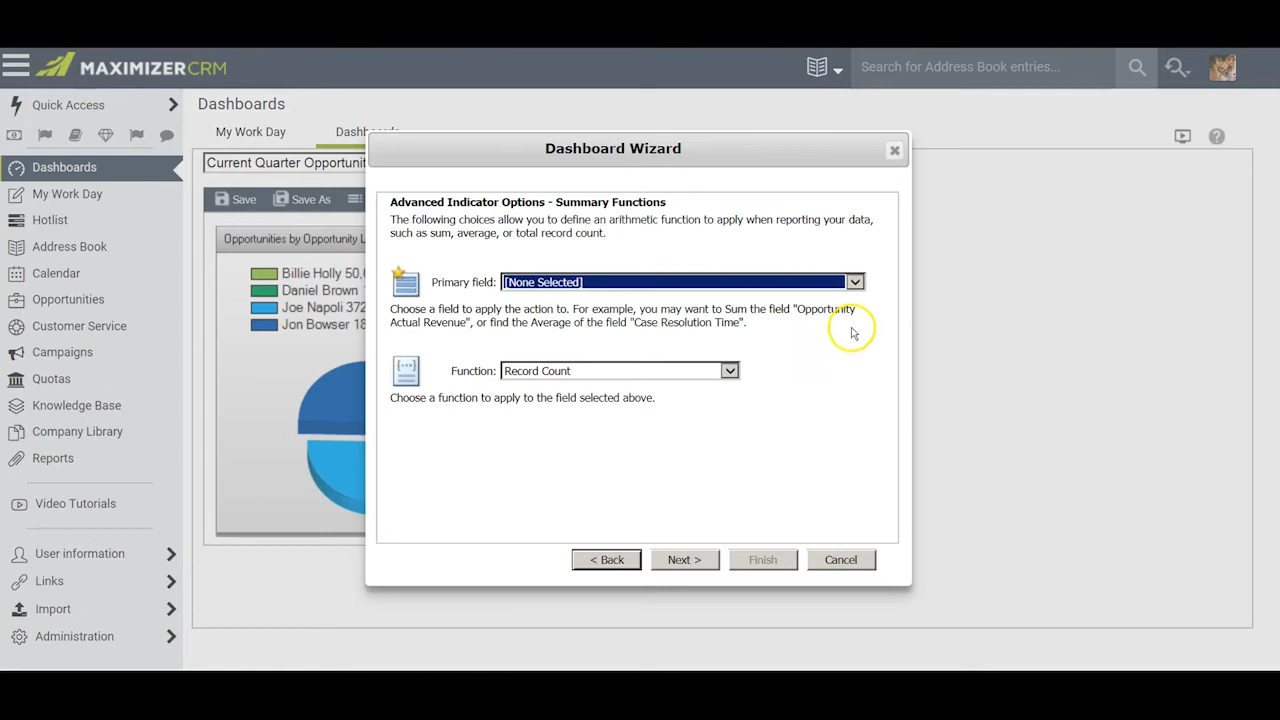 MAXIMIZERCRM
Search for Address Book entries...
Quick Access
Dashboards
My Work Day
Hotlist
Address Book
Calendar
Opportunities
Customer Service
Campaigns
Quotas
Knowledge Base
Company Library
Reports
Video Tutorials
User information
Links
Import
Administration
Dashboards
My Work Day
Dashboards
Current Quarter Opportuni
Save
Save As
Opportunities by Opportunity L
Billie Holly 50,
Daniel Brown
Joe Napoli 372
Jon Bowser 18
Dashboard Wizard
Advanced Indicator Options - Summary Functions
The following choices allow you to define an arithmetic function to apply when reporting your data,
such as sum, average, or total record count.
Primary field: [None Selected]
Choose a field to apply the action to. For example, you may want to Sum the field "Opportunity
Actual Revenue", or find the Average of the field "Case Resolution Time".
Function: Record Count
Choose a function to apply to the field selected above.
< Back
Next >
Finish
Cancel